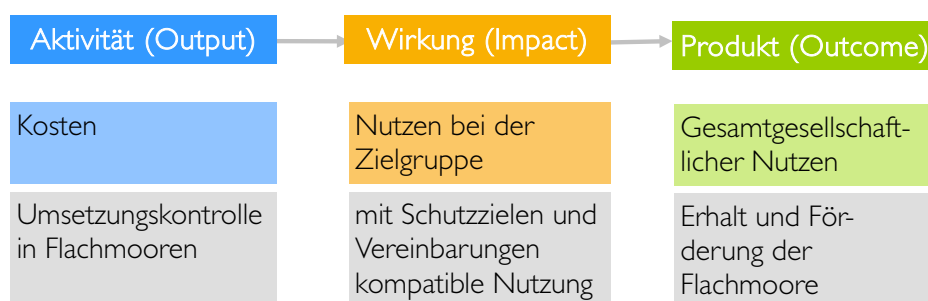 Aktivität (Output)
Wirkung (Impact)
Produkt (Outcome)
Kosten
Nutzen bei der
Zielgruppe
Gesamtgesellschaft-
licher Nutzen
Umsetzungskontrolle
in Flachmooren
mit Schutzzielen und
Vereinbarungen
kompatible Nutzung
Erhalt und För-
derung der
Flachmoore